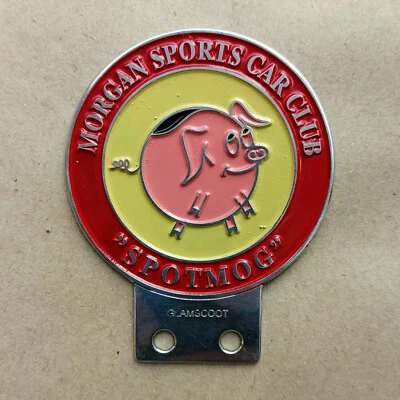 MORGAN SPORTS CAR CLUB
"SPOTMOG"
GLAMSCOOT